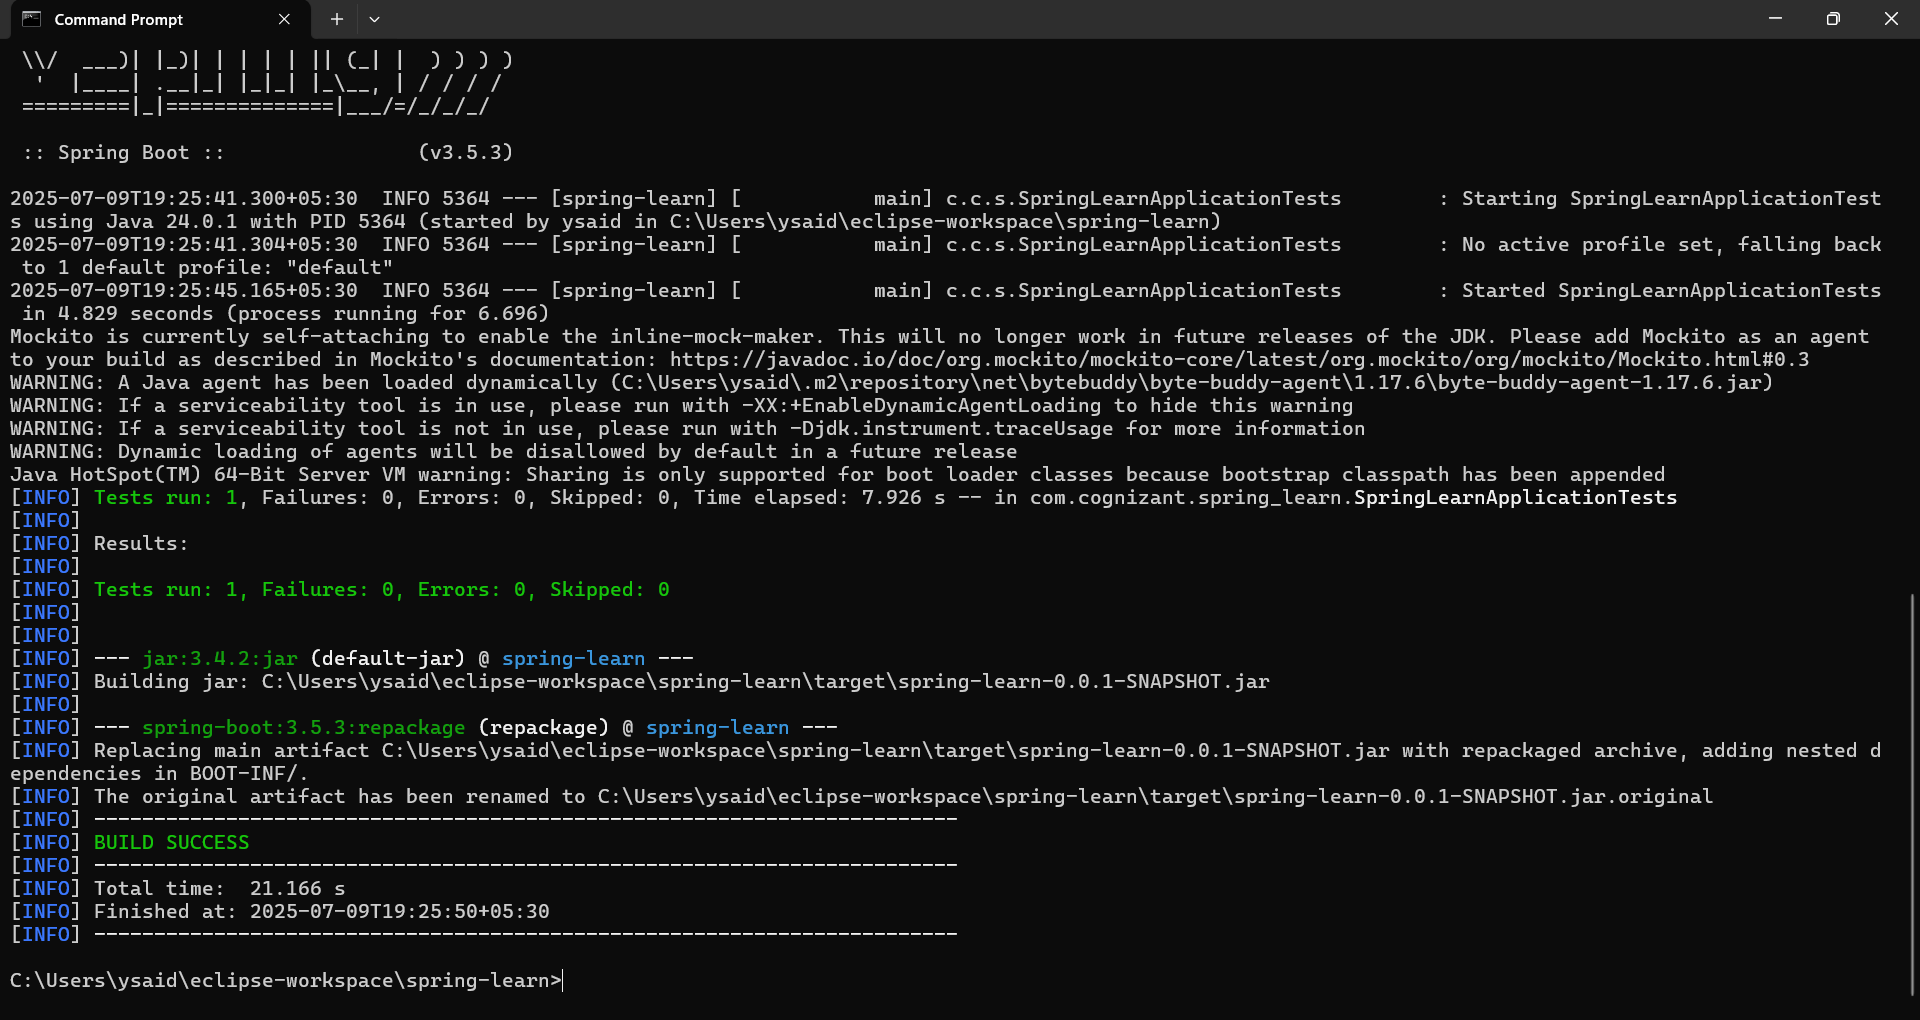 Command Prompt
 \\/  ___)| |_)| | | | | || (_| |  ) ) ) )
  '  |____| .__|_| |_|_| |_\__, | / / / /
 =========|_|==============|___/=/_/_/_/

 :: Spring Boot ::                (v3.5.3)

2025-07-09T19:25:41.300+05:30  INFO 5364 --- [spring-learn] [           main] c.c.s.SpringLearnApplicationTests        : Starting SpringLearnApplicationTest
s using Java 24.0.1 with PID 5364 (started by ysaid in C:\Users\ysaid\eclipse-workspace\spring-learn)
2025-07-09T19:25:41.304+05:30  INFO 5364 --- [spring-learn] [           main] c.c.s.SpringLearnApplicationTests        : No active profile set, falling back
 to 1 default profile: "default"
2025-07-09T19:25:45.165+05:30  INFO 5364 --- [spring-learn] [           main] c.c.s.SpringLearnApplicationTests        : Started SpringLearnApplicationTests
 in 4.829 seconds (process running for 6.696)
Mockito is currently self-attaching to enable the inline-mock-maker. This will no longer work in future releases of the JDK. Please add Mockito as an agent
to your build as described in Mockito's documentation: https://javadoc.io/doc/org.mockito/mockito-core/latest/org.mockito/org/mockito/Mockito.html#0.3
WARNING: A Java agent has been loaded dynamically (C:\Users\ysaid\.m2\repository\net\bytebuddy\byte-buddy-agent\1.17.6\byte-buddy-agent-1.17.6.jar)
WARNING: If a serviceability tool is in use, please run with -XX:+EnableDynamicAgentLoading to hide this warning
WARNING: If a serviceability tool is not in use, please run with -Djdk.instrument.traceUsage for more information
WARNING: Dynamic loading of agents will be disallowed by default in a future release
Java HotSpot(TM) 64-Bit Server VM warning: Sharing is only supported for boot loader classes because bootstrap classpath has been appended
[INFO] Tests run: 1, Failures: 0, Errors: 0, Skipped: 0, Time elapsed: 7.926 s -- in com.cognizant.spring_learn.SpringLearnApplicationTests
[INFO]
[INFO] Results:
[INFO]
[INFO] Tests run: 1, Failures: 0, Errors: 0, Skipped: 0
[INFO]
[INFO]
[INFO] --- jar:3.4.2:jar (default-jar) @ spring-learn ---
[INFO] Building jar: C:\Users\ysaid\eclipse-workspace\spring-learn\target\spring-learn-0.0.1-SNAPSHOT.jar
[INFO]
[INFO] --- spring-boot:3.5.3:repackage (repackage) @ spring-learn ---
[INFO] Replacing main artifact C:\Users\ysaid\eclipse-workspace\spring-learn\target\spring-learn-0.0.1-SNAPSHOT.jar with repackaged archive, adding nested d
ependencies in BOOT-INF/.
[INFO] The original artifact has been renamed to C:\Users\ysaid\eclipse-workspace\spring-learn\target\spring-learn-0.0.1-SNAPSHOT.jar.original
[INFO] ------------------------------------------------------------------------
[INFO] BUILD SUCCESS
[INFO] ------------------------------------------------------------------------
[INFO] Total time:  21.166 s
[INFO] Finished at: 2025-07-09T19:25:50+05:30
[INFO] ------------------------------------------------------------------------

C:\Users\ysaid\eclipse-workspace\spring-learn>